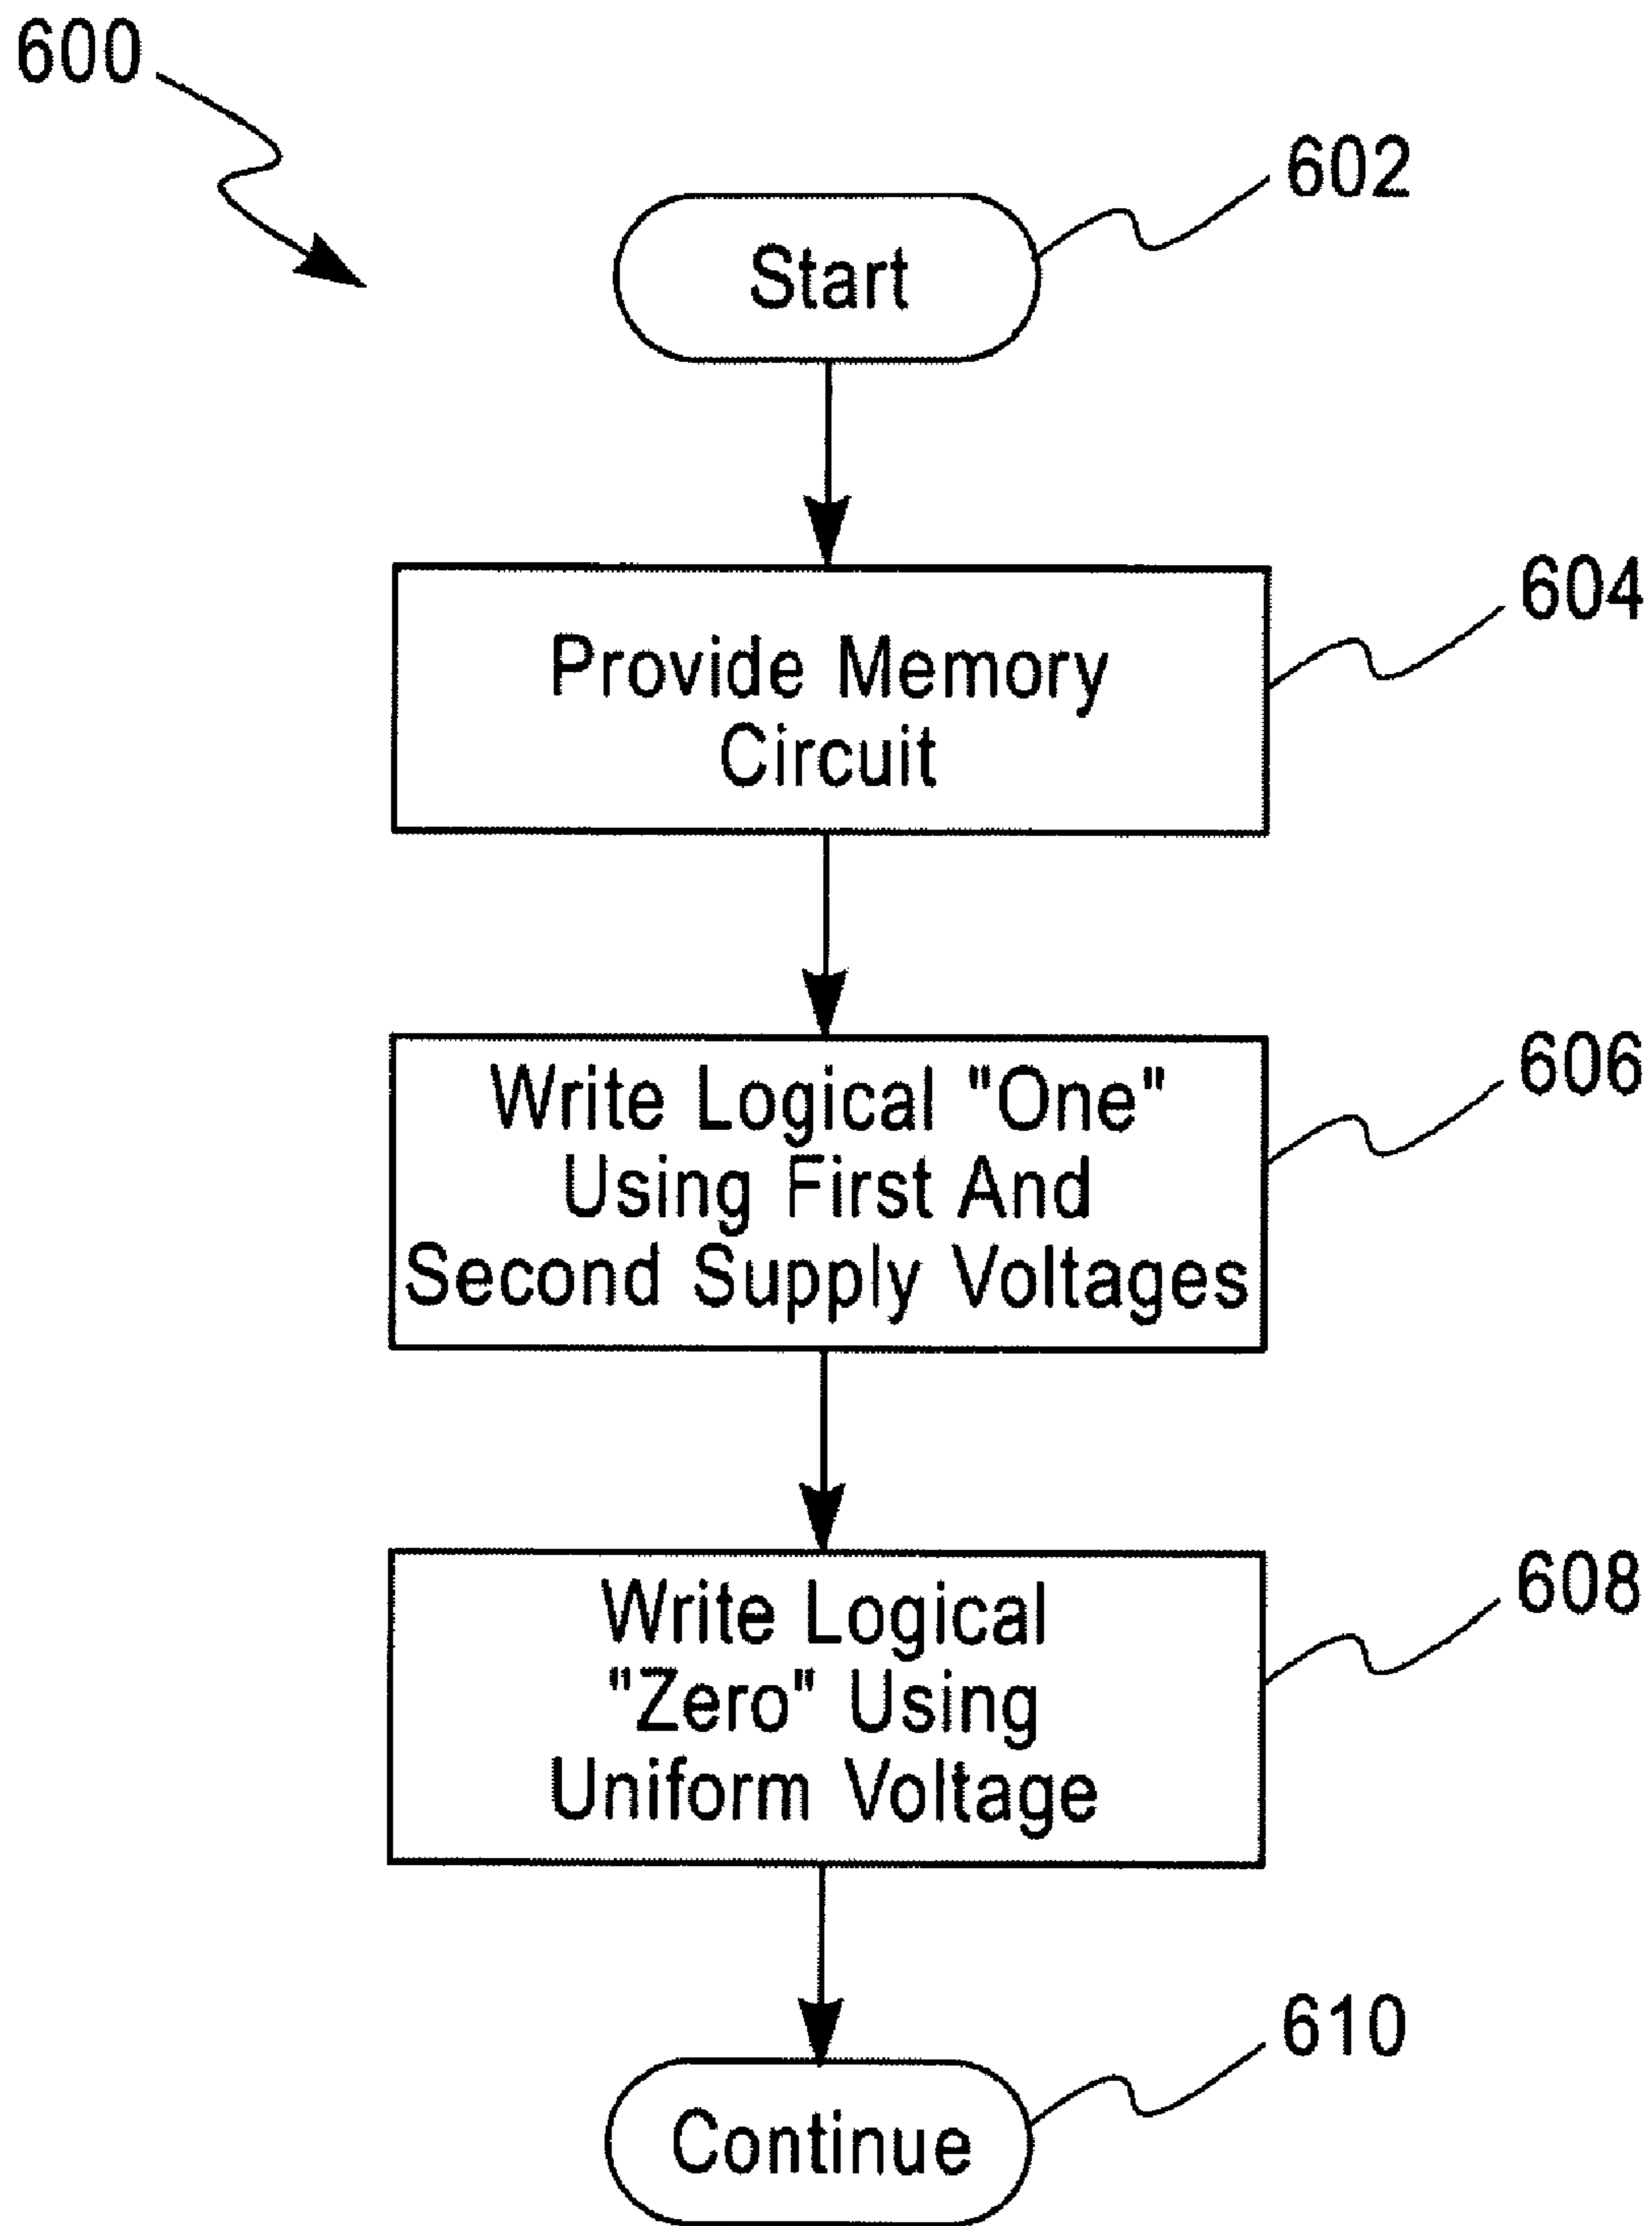 600
602
Start
604
Provide Memory
Circuit
606
Write Logical "One"
Using First And
Second Supply Voltages
608
Write Logical
"Zero" Using
Uniform Voltage
610
Continue